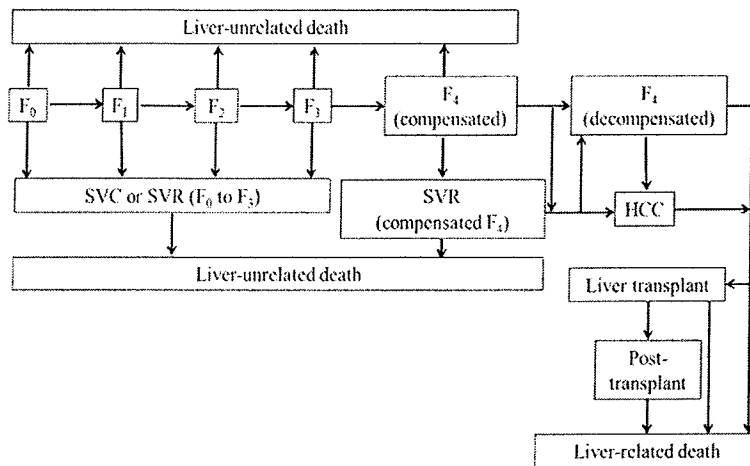 Liver-unrelated death
F₀
F₁
F₂
F₃
F₄
(compensated)
F₄
(decompensated)
SVC or SVR (F₀ to F₃)
SVR
(compensated F₄)
HCC
Liver-unrelated death
Liver transplant
Post-
transplant
Liver-related death